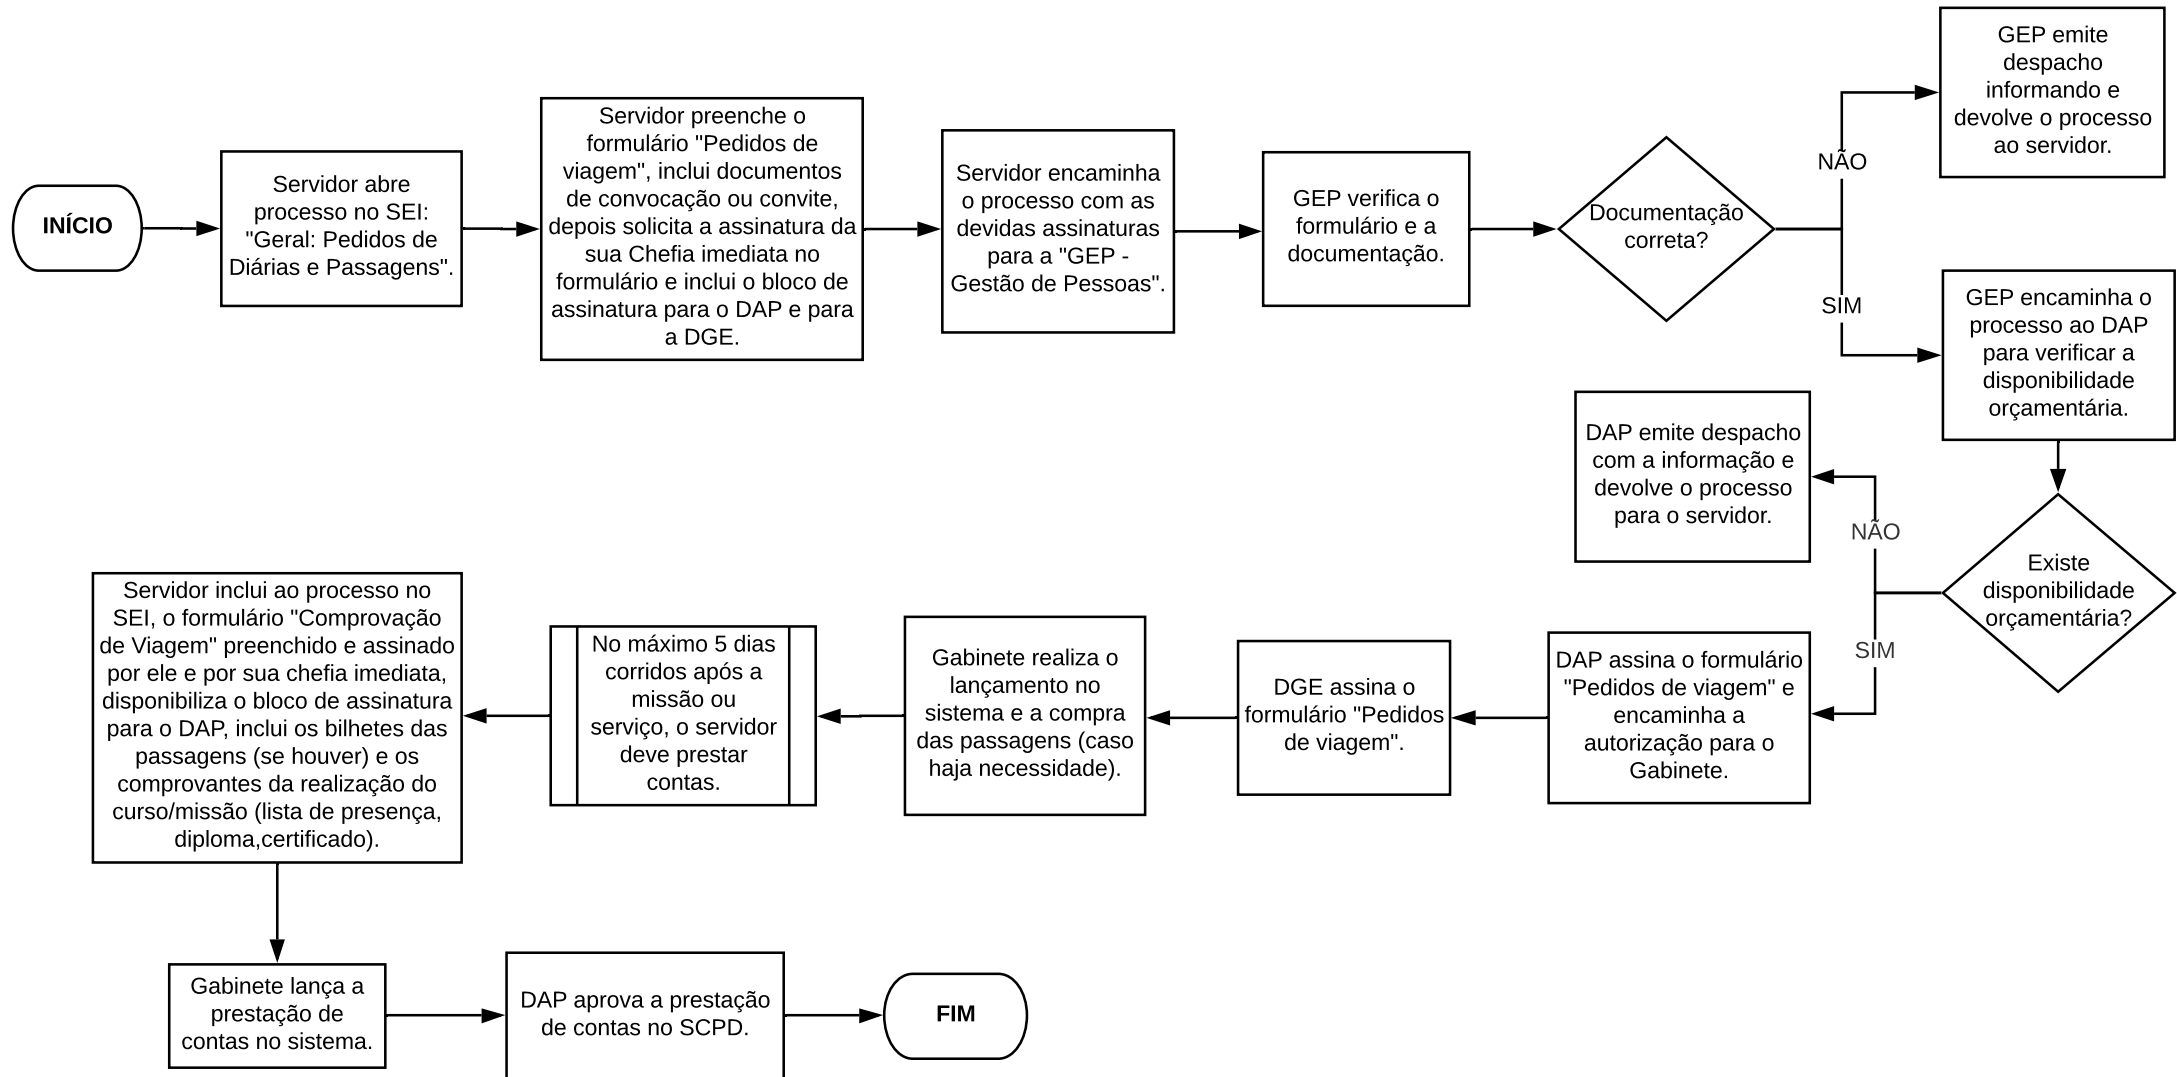 INÍCIO
Servidor abre
processo no SEI:
"Geral: Pedidos de
Diárias e Passagens".
Servidor preenche o
formulário "Pedidos de
viagem", inclui documentos
de convocação ou convite,
depois solicita a assinatura da
sua Chefia imediata no
formulário e inclui o bloco de
assinatura para o DAP e para
a DGE.
Servidor encaminha
o processo com as
devidas assinaturas
para a "GEP -
Gestão de Pessoas".
GEP verifica o
formulário e a
documentação.
Documentação
correta?
NÃO
GEP emite
despacho
informando e
devolve o processo
ao servidor.
SIM
GEP encaminha o
processo ao DAP
para verificar a
disponibilidade
orçamentária.
Existe
disponibilidade
orçamentária?
NÃO
DAP emite despacho
com a informação e
devolve o processo
para o servidor.
SIM
DAP assina o formulário
"Pedidos de viagem" e
encaminha a
autorização para o
Gabinete.
DGE assina o
formulário "Pedidos
de viagem".
Gabinete realiza o
lançamento no
sistema e a compra
das passagens (caso
haja necessidade).
No máximo 5 dias
corridos após a
missão ou
serviço, o servidor
deve prestar
contas.
Servidor inclui ao processo no
SEI, o formulário "Comprovação
de Viagem" preenchido e assinado
por ele e por sua chefia imediata,
disponibiliza o bloco de assinatura
para o DAP, inclui os bilhetes das
passagens (se houver) e os
comprovantes da realização do
curso/missão (lista de presença,
diploma,certificado).
Gabinete lança a
prestação de
contas no sistema.
DAP aprova a prestação
de contas no SCPD.
FIM